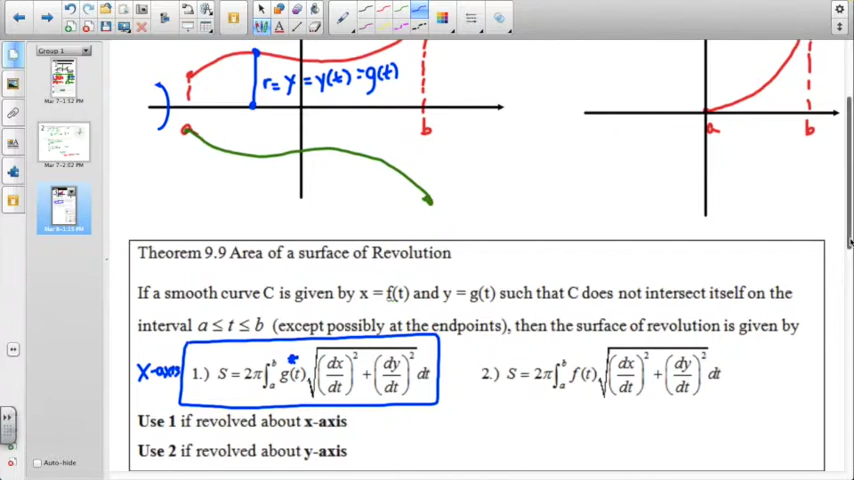 Group 1
Mar 7-1:52 PM
2
Mar 7-2:02 PM
Mar 8-1:25 PM
Auto-hide
r = y = y(t) = g(t)
a
b
a
b
Theorem 9.9 Area of a surface of Revolution
If a smooth curve C is given by x = f(t) and y = g(t) such that C does not intersect itself on the
interval a ≤ t ≤ b (except possibly at the endpoints), then the surface of revolution is given by
X-axis 1.) S = 2π∫_a^b g(t)√((dx/dt)² + (dy/dt)²) dt 2.) S = 2π∫_a^b f(t)√((dx/dt)² + (dy/dt)²) dt
Use 1 if revolved about x-axis
Use 2 if revolved about y-axis